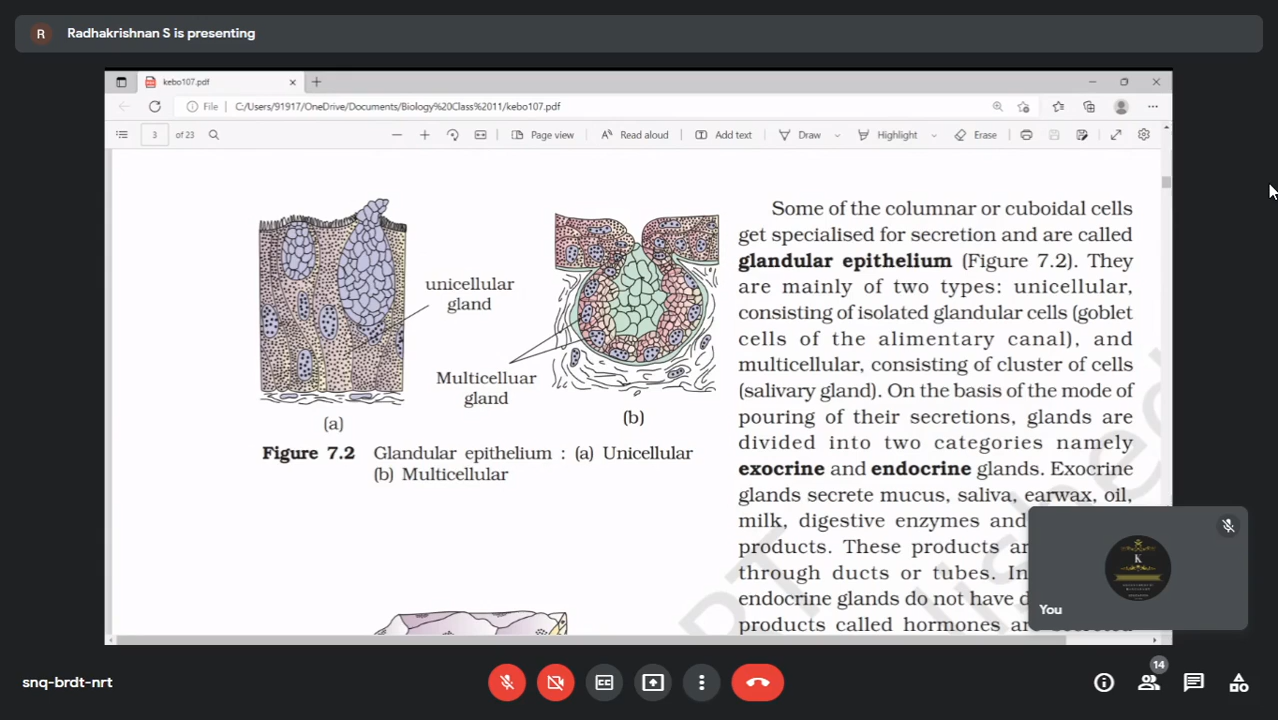 R Radhakrishnan S is presenting
kebo107.pdf
File C:/Users/91917/OneDrive/Documents/Biology%20Class%2011/kebo107.pdf
3 of 23 Page view Read aloud Add text Draw Highlight Erase
unicellular
gland
Multicelluar
gland
(a)
(b)
Figure 7.2 Glandular epithelium : (a) Unicellular
(b) Multicellular
Some of the columnar or cuboidal cells
get specialised for secretion and are called
glandular epithelium (Figure 7.2). They
are mainly of two types: unicellular,
consisting of isolated glandular cells (goblet
cells of the alimentary canal), and
multicellular, consisting of cluster of cells
(salivary gland). On the basis of the mode of
pouring of their secretions, glands are
divided into two categories namely
exocrine and endocrine glands. Exocrine
glands secrete mucus, saliva, earwax, oil,
milk, digestive enzymes and
products. These products ar
through ducts or tubes. In
endocrine glands do not have d
products called hormones are secreted
K
You
snq-brdt-nrt
CC
14